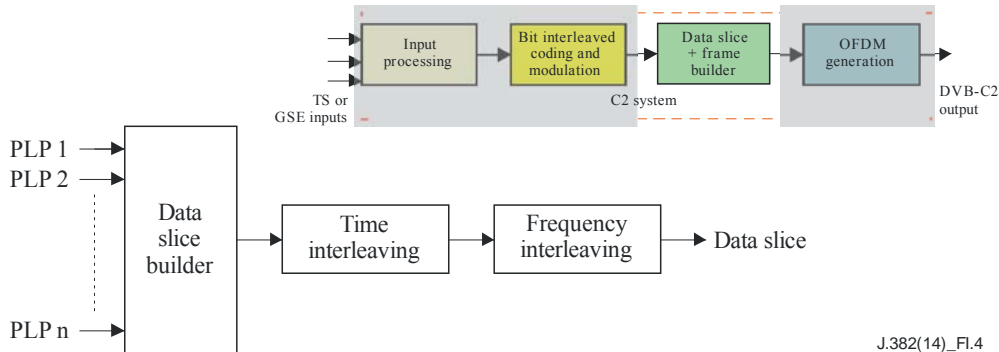 Input
processing
Bit interleaved
coding and
modulation
Data slice
+ frame
builder
OFDM
generation
TS or
GSE inputs
C2 system
DVB-C2
output
PLP 1
PLP 2
PLP n
Data
slice
builder
Time
interleaving
Frequency
interleaving
Data slice
J.382(14)_FI.4